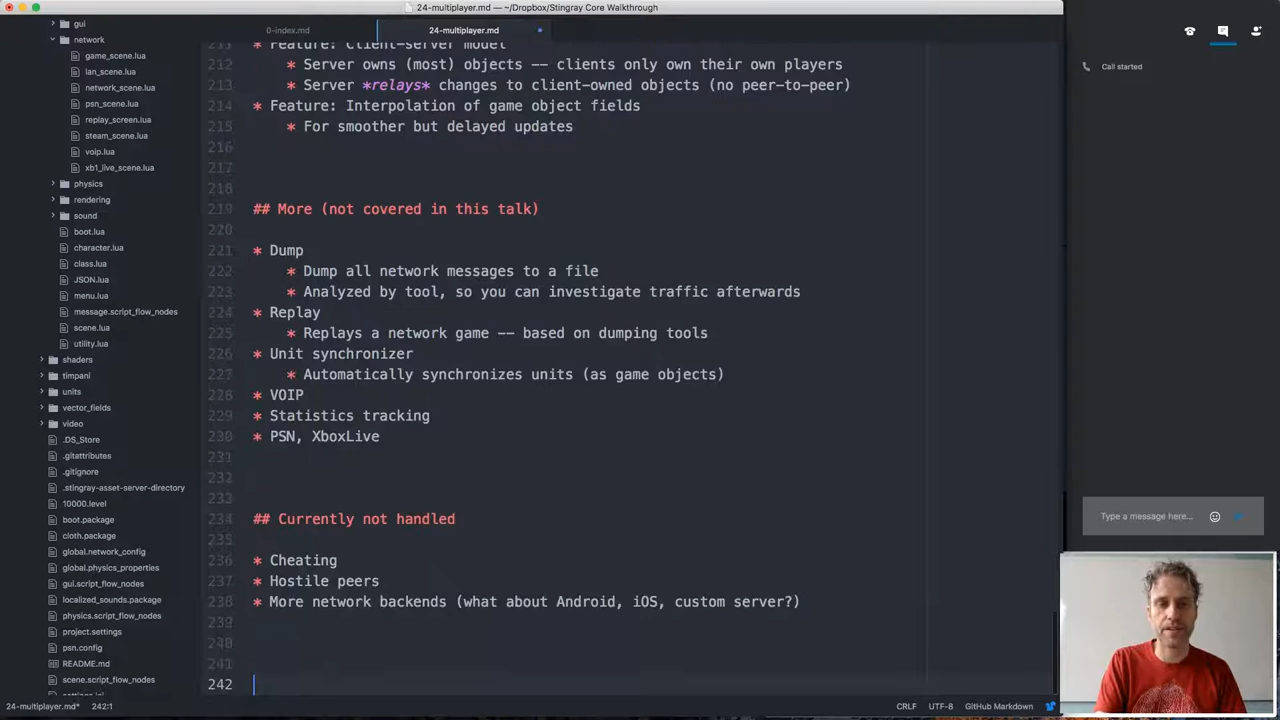 24-multiplayer.md — ~/Dropbox/Stingray Core Walkthrough
gui
network
game_scene.lua
lan_scene.lua
network_scene.lua
psn_scene.lua
replay_screen.lua
steam_scene.lua
voip.lua
xb1_live_scene.lua
physics
rendering
sound
boot.lua
character.lua
class.lua
JSON.lua
menu.lua
message.script_flow_nodes
scene.lua
utility.lua
shaders
timpani
units
vector_fields
video
.DS_Store
.gitattributes
.gitignore
.stingray-asset-server-directory
10000.level
boot.package
cloth.package
global.network_config
global.physics_properties
gui.script_flow_nodes
localized_sounds.package
physics.script_flow_nodes
project.settings
psn.config
README.md
scene.script_flow_nodes
settings.ini
0-index.md
24-multiplayer.md
211 * Feature: Client-server model
212 * Server owns (most) objects -- clients only own their own players
213 * Server *relays* changes to client-owned objects (no peer-to-peer)
214 * Feature: Interpolation of game object fields
215 * For smoother but delayed updates
216
217
218
219 ## More (not covered in this talk)
220
221 * Dump
222 * Dump all network messages to a file
223 * Analyzed by tool, so you can investigate traffic afterwards
224 * Replay
225 * Replays a network game -- based on dumping tools
226 * Unit synchronizer
227 * Automatically synchronizes units (as game objects)
228 * VOIP
229 * Statistics tracking
230 * PSN, XboxLive
231
232
233
234 ## Currently not handled
235
236 * Cheating
237 * Hostile peers
238 * More network backends (what about Android, iOS, custom server?)
239
240
241
242
24-multiplayer.md* 242:1
CRLF UTF-8 GitHub Markdown
Call started
Type a message here...